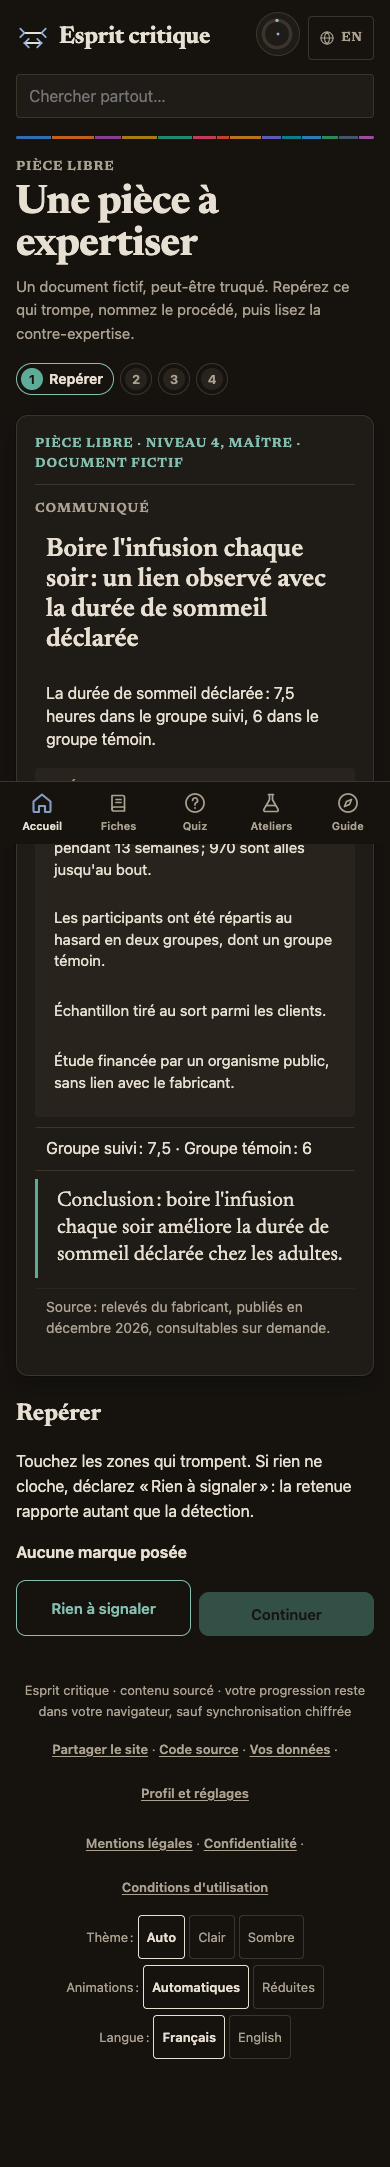 Esprit critique
EN
Chercher partout...
PIÈCE LIBRE
Une pièce à
expertiser
Un document fictif, peut-être truqué. Repérez ce
qui trompe, nommez le procédé, puis lisez la
contre-expertise.
1 Repérer 2 3 4
PIÈCE LIBRE · NIVEAU 4, MAÎTRE ·
DOCUMENT FICTIF
COMMUNIQUÉ
Boire l'infusion chaque
soir : un lien observé avec
la durée de sommeil
déclarée
La durée de sommeil déclarée : 7,5
heures dans le groupe suivi, 6 dans le
groupe témoin.
Accueil Fiches Quiz Ateliers Guide
pendant 13 semaines ; 970 sont allés
jusqu'au bout.
Les participants ont été répartis au
hasard en deux groupes, dont un groupe
témoin.
Échantillon tiré au sort parmi les clients.
Étude financée par un organisme public,
sans lien avec le fabricant.
Groupe suivi : 7,5 · Groupe témoin : 6
Conclusion : boire l'infusion
chaque soir améliore la durée de
sommeil déclarée chez les adultes.
Source : relevés du fabricant, publiés en
décembre 2026, consultables sur demande.
Repérer
Touchez les zones qui trompent. Si rien ne
cloche, déclarez « Rien à signaler » : la retenue
rapporte autant que la détection.
Aucune marque posée
Rien à signaler
Continuer
Esprit critique · contenu sourcé · votre progression reste
dans votre navigateur, sauf synchronisation chiffrée
Partager le site · Code source · Vos données ·
Profil et réglages
Mentions légales · Confidentialité ·
Conditions d'utilisation
Thème : Auto Clair Sombre
Animations : Automatiques Réduites
Langue : Français English